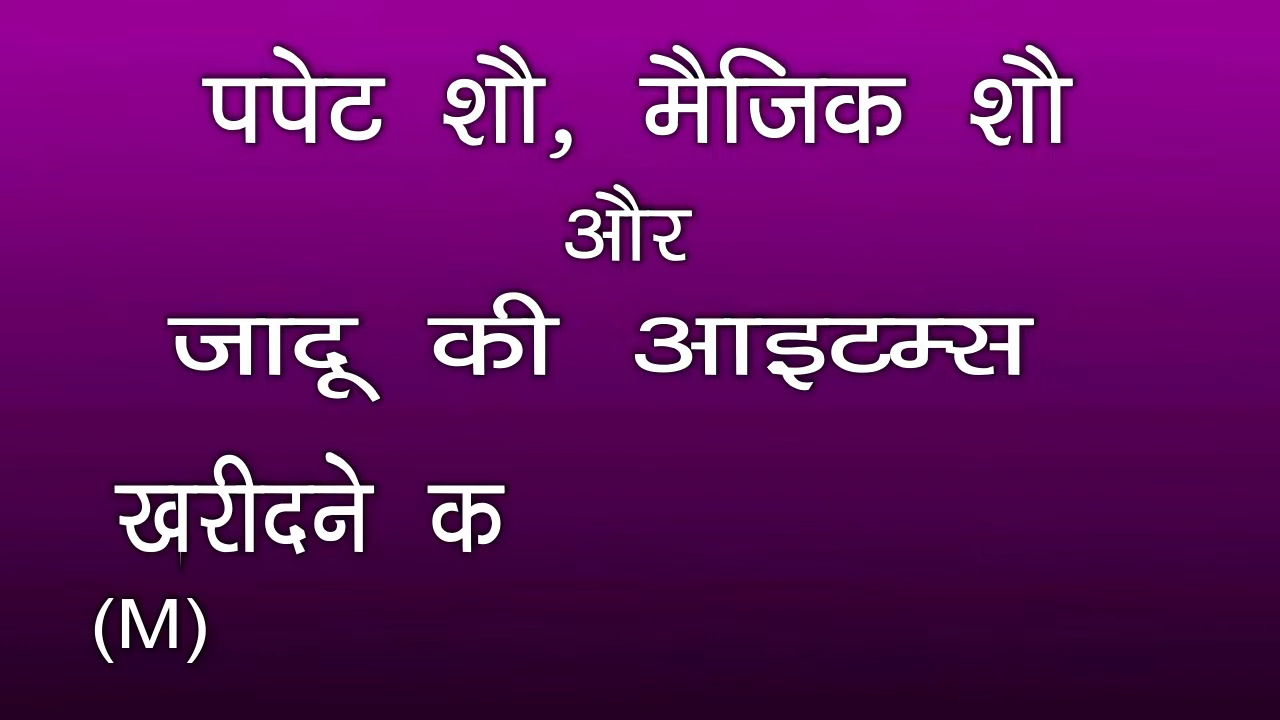 पपेट शौ, मैजिक शौ
और
जादू की आइटम्स
खरीदने क
(M)